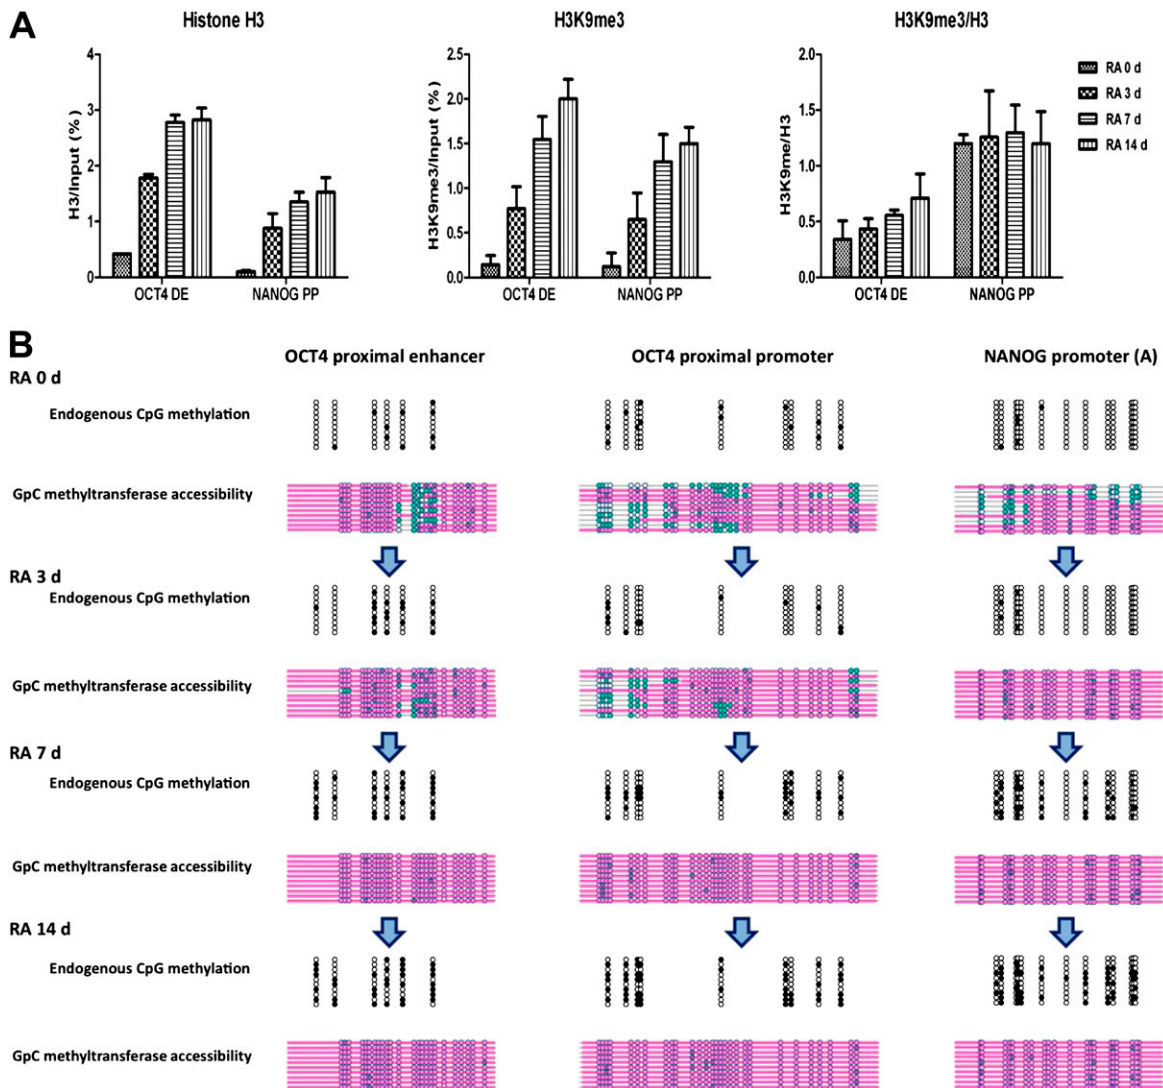 A
Histone H3
H3K9me3
H3K9me3/H3
H3/Input (%)
4
3
2
1
0
OCT4 DE
NANOG PP
H3K9me3/Input (%)
2.5
2.0
1.5
1.0
0.5
0.0
OCT4 DE
NANOG PP
H3K9me/H3
2.0
1.5
1.0
0.5
0.0
OCT4 DE
NANOG PP
RA 0 d
RA 3 d
RA 7 d
RA 14 d
B
OCT4 proximal enhancer
OCT4 proximal promoter
NANOG promoter (A)
RA 0 d
Endogenous CpG methylation
GpC methyltransferase accessibility
RA 3 d
Endogenous CpG methylation
GpC methyltransferase accessibility
RA 7 d
Endogenous CpG methylation
GpC methyltransferase accessibility
RA 14 d
Endogenous CpG methylation
GpC methyltransferase accessibility